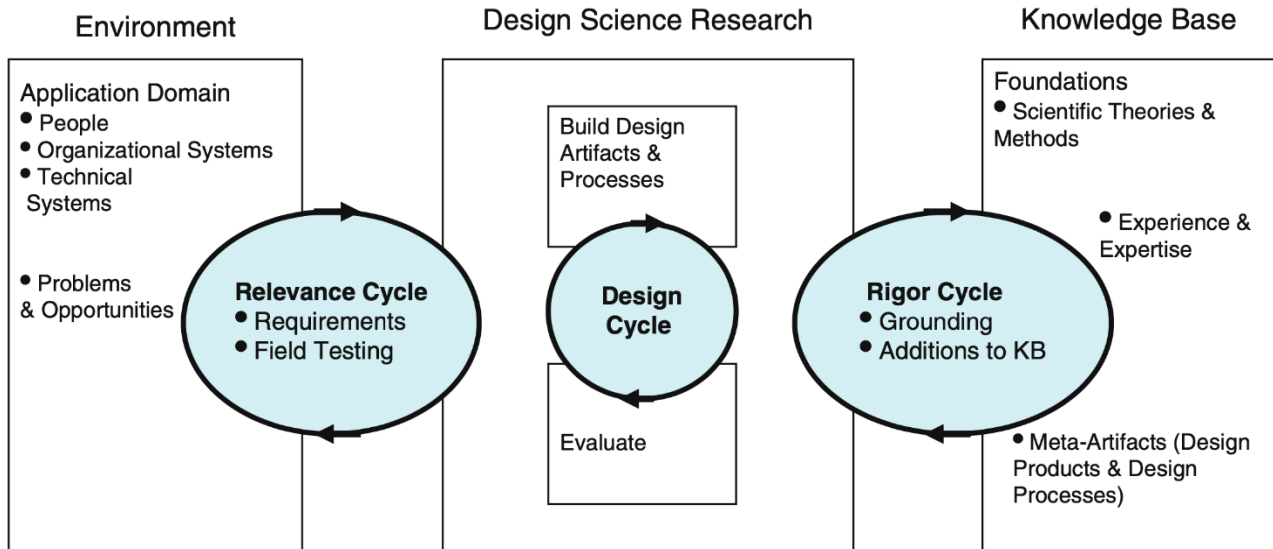 Environment
Design Science Research
Knowledge Base
Application Domain
● People
● Organizational Systems
● Technical
Systems
● Problems
& Opportunities
Relevance Cycle
● Requirements
● Field Testing
Build Design
Artifacts &
Processes
Design
Cycle
Evaluate
Rigor Cycle
● Grounding
● Additions to KB
Foundations
● Scientific Theories &
Methods
● Experience &
Expertise
● Meta-Artifacts (Design
Products & Design
Processes)